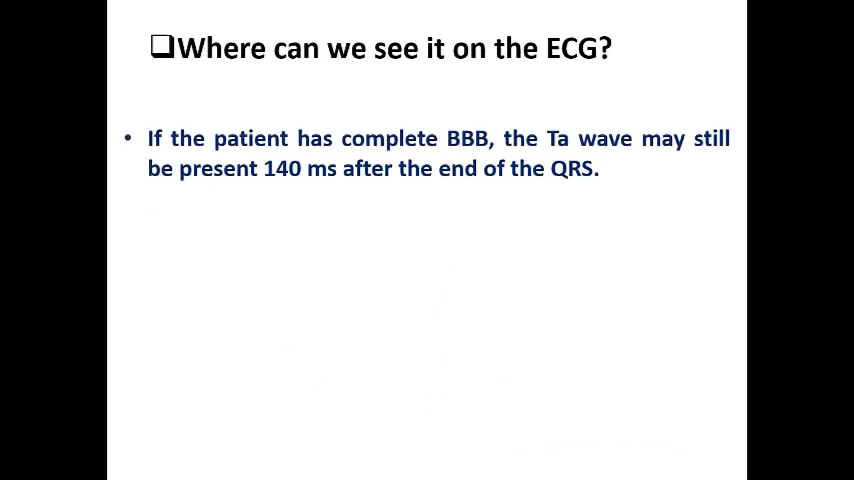 ❑Where can we see it on the ECG?
• If the patient has complete BBB, the Ta wave may still
be present 140 ms after the end of the QRS.